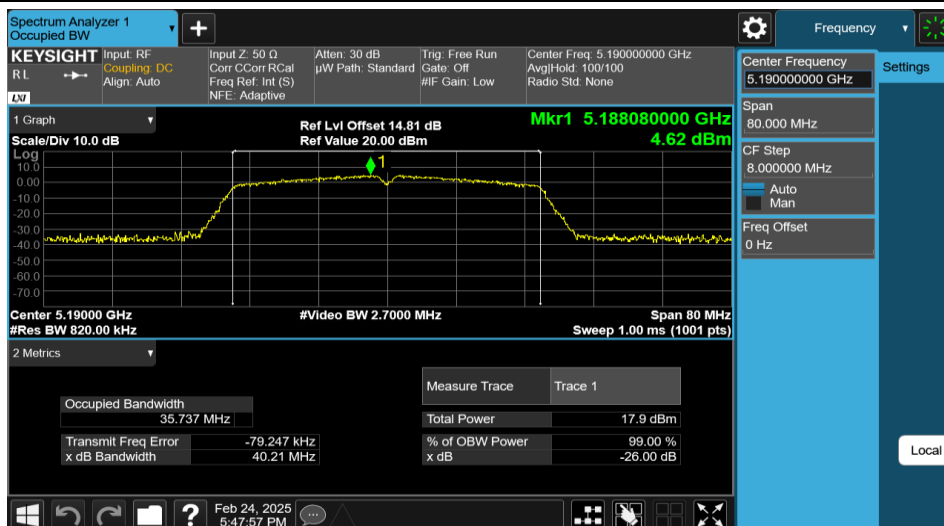 Spectrum Analyzer 1
Occupied BW
+
Frequency
KEYSIGHT
R L
LXI
Input: RF
Coupling: DC
Align: Auto
Input Z: 50 Ω
Corr CCorr RCal
Freq Ref: Int (S)
NFE: Adaptive
Atten: 30 dB
µW Path: Standard
Trig: Free Run
Gate: Off
#IF Gain: Low
Center Freq: 5.190000000 GHz
Avg|Hold: 100/100
Radio Std: None
1 Graph
Scale/Div 10.0 dB
Ref Lvl Offset 14.81 dB
Ref Value 20.00 dBm
Mkr1 5.188080000 GHz
4.62 dBm
Log
10.0
0.00
-10.0
-20.0
-30.0
-40.0
-50.0
-60.0
-70.0
1
Center 5.19000 GHz
#Res BW 820.00 kHz
#Video BW 2.7000 MHz
Span 80 MHz
Sweep 1.00 ms (1001 pts)
2 Metrics
Occupied Bandwidth
35.737 MHz
Transmit Freq Error -79.247 kHz
x dB Bandwidth 40.21 MHz
Measure Trace Trace 1
Total Power 17.9 dBm
% of OBW Power 99.00 %
x dB -26.00 dB
Center Frequency
5.190000000 GHz
Span
80.000 MHz
CF Step
8.000000 MHz
Auto
Man
Freq Offset
0 Hz
Settings
Local
?
Feb 24, 2025
5:47:57 PM